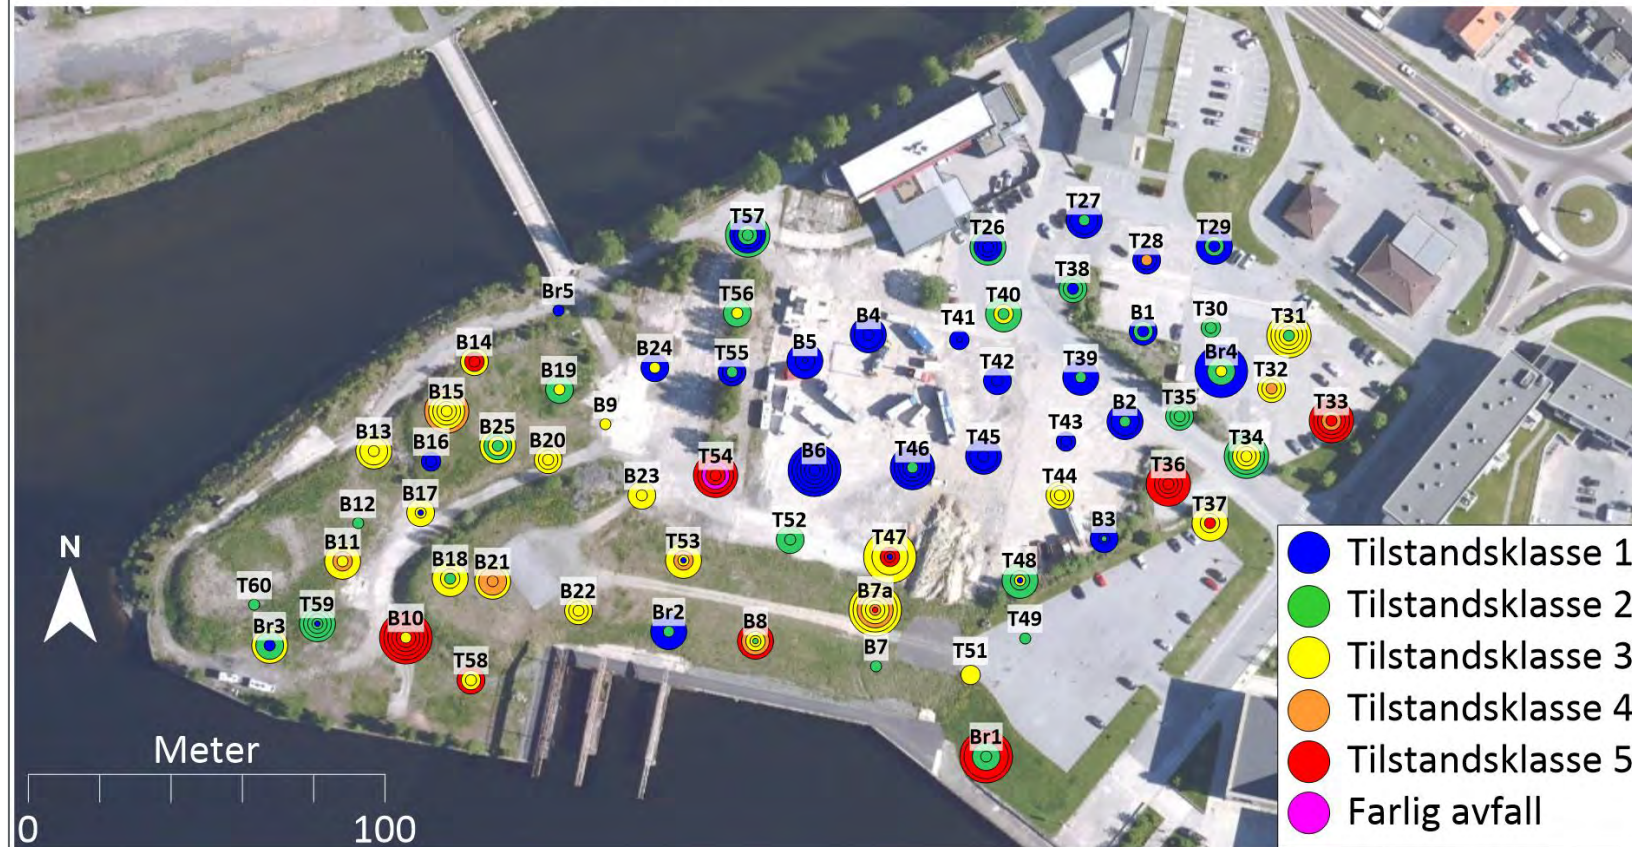 T57
T26
T27
T28
T29
T38
Br5
T56
B4
T41
T40
B1
T30
T31
B14
B24
T55
B5
T42
T39
Br4
T32
B19
B15
B9
B2
T35
T33
B13
B16
B25
B20
T43
T54
B6
T46
T45
T34
B12
B17
B23
T44
T36
T37
B3
B11
B18
B21
T53
T52
T47
T48
T60
T59
B22
Br2
B8
B7a
T49
Br3
B10
T58
B7
T51
Br1
N
Meter
0
100
Tilstandsklasse 1
Tilstandsklasse 2
Tilstandsklasse 3
Tilstandsklasse 4
Tilstandsklasse 5
Farlig avfall